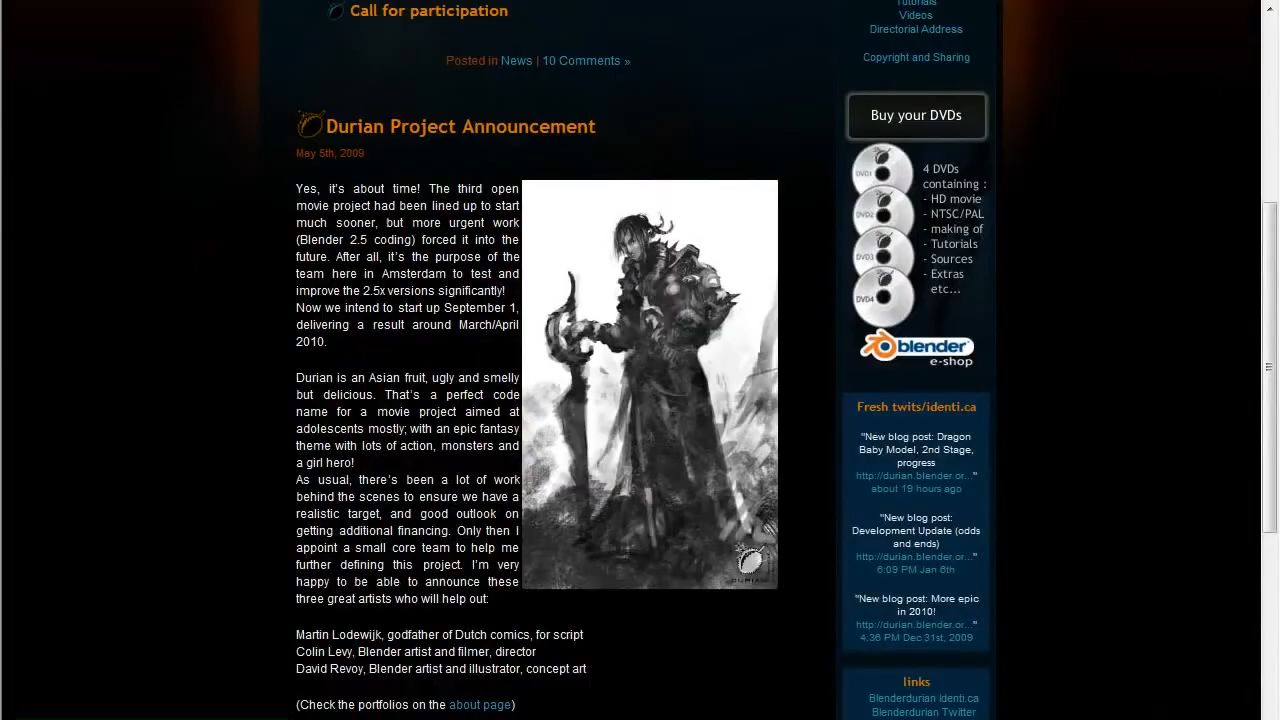 Call for participation
Posted in News | 10 Comments »
Durian Project Announcement
May 5th, 2009
Yes, it's about time! The third open
movie project had been lined up to start
much sooner, but more urgent work
(Blender 2.5 coding) forced it into the
future. After all, it's the purpose of the
team here in Amsterdam to test and
improve the 2.5x versions significantly!
Now we intend to start up September 1,
delivering a result around March/April
2010.
Durian is an Asian fruit, ugly and smelly
but delicious. That's a perfect code
name for a movie project aimed at
adolescents mostly; with an epic fantasy
theme with lots of action, monsters and
a girl hero!
As usual, there's been a lot of work
behind the scenes to ensure we have a
realistic target, and good outlook on
getting additional financing. Only then I
appoint a small core team to help me
further defining this project. I'm very
happy to be able to announce these
three great artists who will help out:
Martin Lodewijk, godfather of Dutch comics, for script
Colin Levy, Blender artist and filmer, director
David Revoy, Blender artist and illustrator, concept art
(Check the portfolios on the about page)
DURIAN
Tutorials
Videos
Directorial Address
Copyright and Sharing
Buy your DVDs
DVD1
DVD2
DVD3
DVD4
4 DVDs
containing :
- HD movie
- NTSC/PAL
- making of
- Tutorials
- Sources
- Extras
etc...
blender
e-shop
Fresh twits/identi.ca
"New blog post: Dragon
Baby Model, 2nd Stage,
progress
http://durian.blender.or..."
about 19 hours ago
"New blog post:
Development Update (odds
and ends)
http://durian.blender.or..."
6:09 PM Jan 6th
"New blog post: More epic
in 2010!
http://durian.blender.or..."
4:36 PM Dec 31st, 2009
links
Blenderdurian Identi.ca
Blenderdurian Twitter